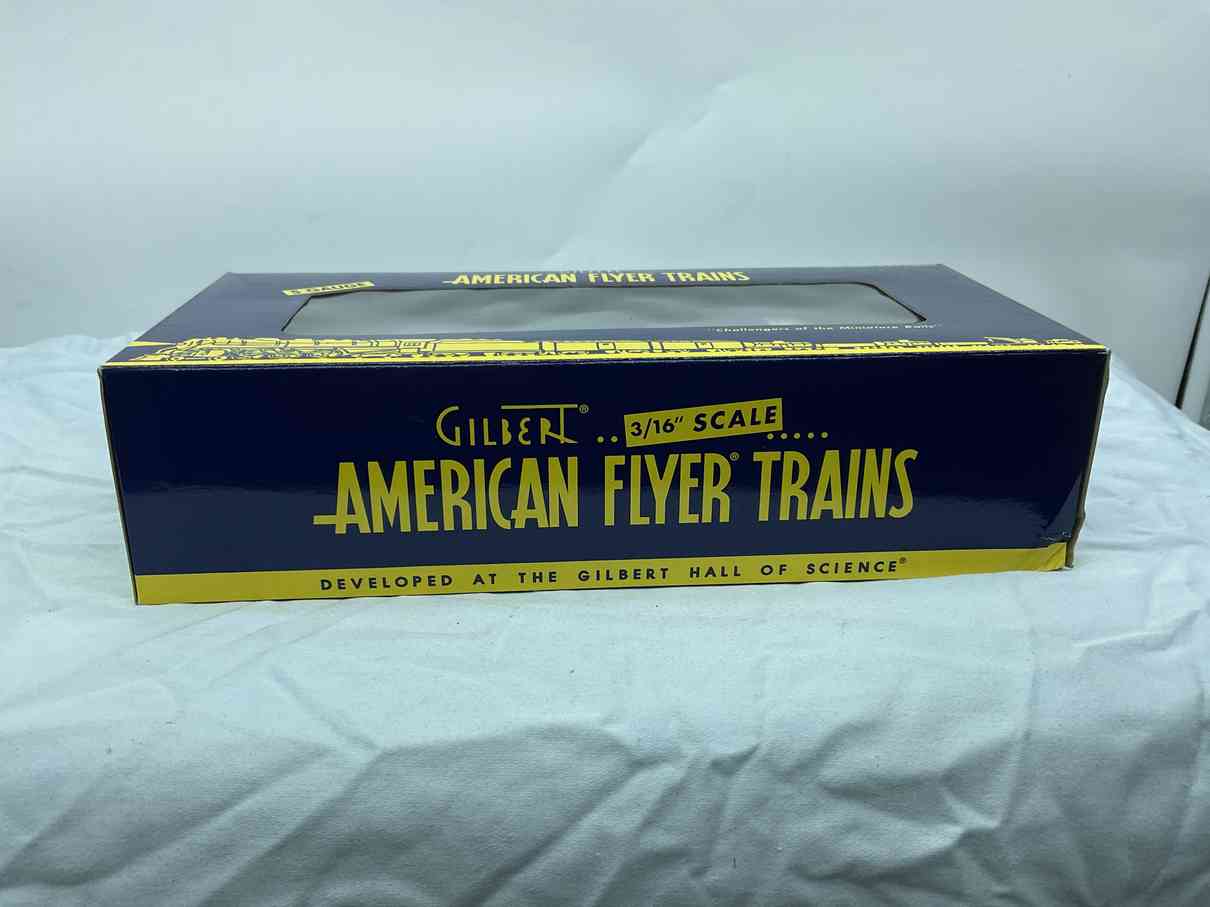 S GAUGE
AMERICAN FLYER TRAINS
"Challengers of the Miniature Rails"
GILBERT® .. 3/16" SCALE .....
AMERICAN FLYER® TRAINS
DEVELOPED AT THE GILBERT HALL OF SCIENCE®